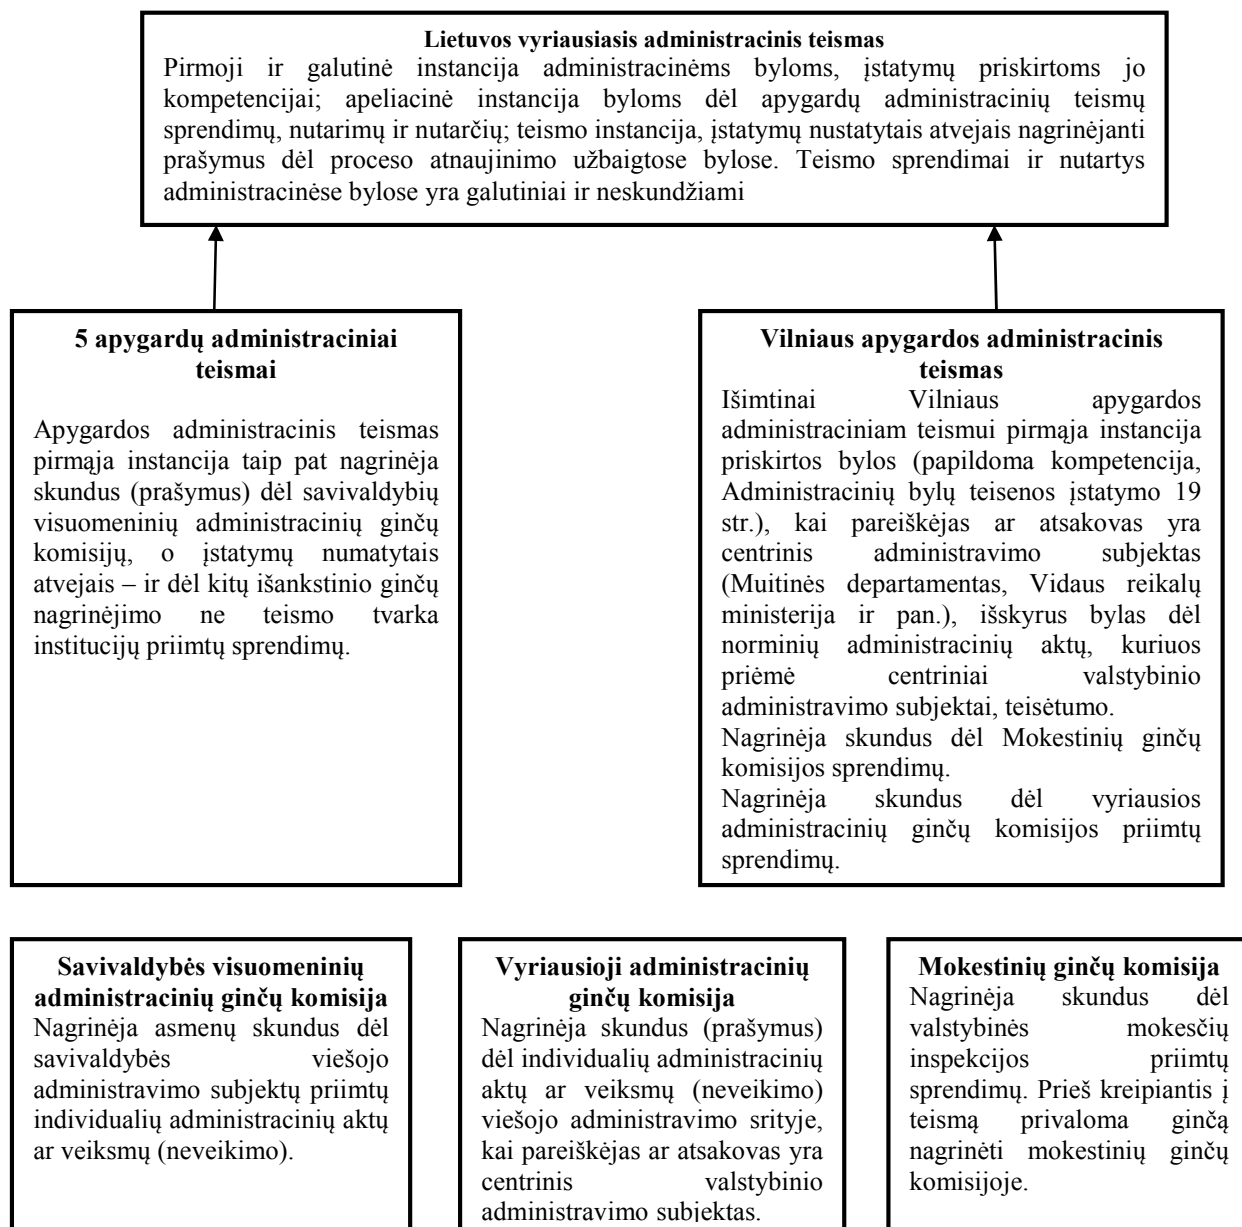 Lietuvos vyriausiasis administracinis teismas
Pirmoji ir galutinė instancija administracinėms byloms, įstatymų priskirtoms jo
kompetencijai; apeliacinė instancija byloms dėl apygardų administracinių teismų
sprendimų, nutarimų ir nutarčių; teismo instancija, įstatymų nustatytais atvejais nagrinėjanti
prašymus dėl proceso atnaujinimo užbaigtose bylose. Teismo sprendimai ir nutartys
administracinėse bylose yra galutiniai ir neskundžiami
5 apygardų administraciniai
teismai
Apygardos administracinis teismas
pirmąja instancija taip pat nagrinėja
skundus (prašymus) dėl savivaldybių
visuomeninių administracinių ginčų
komisijų, o įstatymų numatytais
atvejais – ir dėl kitų išankstinio ginčų
nagrinėjimo ne teismo tvarka
institucijų priimtų sprendimų.
Vilniaus apygardos administracinis
teismas
Išimtinai Vilniaus apygardos
administraciniam teismui pirmąja instancija
priskirtos bylos (papildoma kompetencija,
Administracinių bylų teisenos įstatymo 19
str.), kai pareiškėjas ar atsakovas yra
centrinis administravimo subjektas
(Muitinės departamentas, Vidaus reikalų
ministerija ir pan.), išskyrus bylas dėl
norminių administracinių aktų, kuriuos
priėmė centriniai valstybinio
administravimo subjektai, teisėtumo.
Nagrinėja skundus dėl Mokestinių ginčų
komisijos sprendimų.
Nagrinėja skundus dėl vyriausios
administracinių ginčų komisijos priimtų
sprendimų.
Savivaldybės visuomeninių
administracinių ginčų komisija
Nagrinėja asmenų skundus dėl
savivaldybės viešojo
administravimo subjektų priimtų
individualių administracinių aktų
ar veiksmų (neveikimo).
Vyriausioji administracinių
ginčų komisija
Nagrinėja skundus (prašymus)
dėl individualių administracinių
aktų ar veiksmų (neveikimo)
viešojo administravimo srityje,
kai pareiškėjas ar atsakovas yra
centrinis valstybinio
administravimo subjektas.
Mokestinių ginčų komisija
Nagrinėja skundus dėl
valstybinės mokesčių
inspekcijos priimtų
sprendimų. Prieš kreipiantis į
teismą privaloma ginčą
nagrinėti mokestinių ginčų
komisijoje.